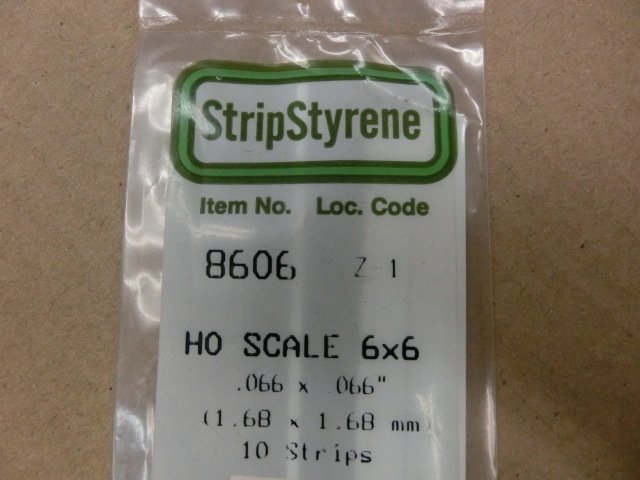 StripStyrene
Item No. Loc. Code
8606 Z-1
HO SCALE 6x6
.066 x .066"
(1.68 x 1.68 mm)
10 Strips